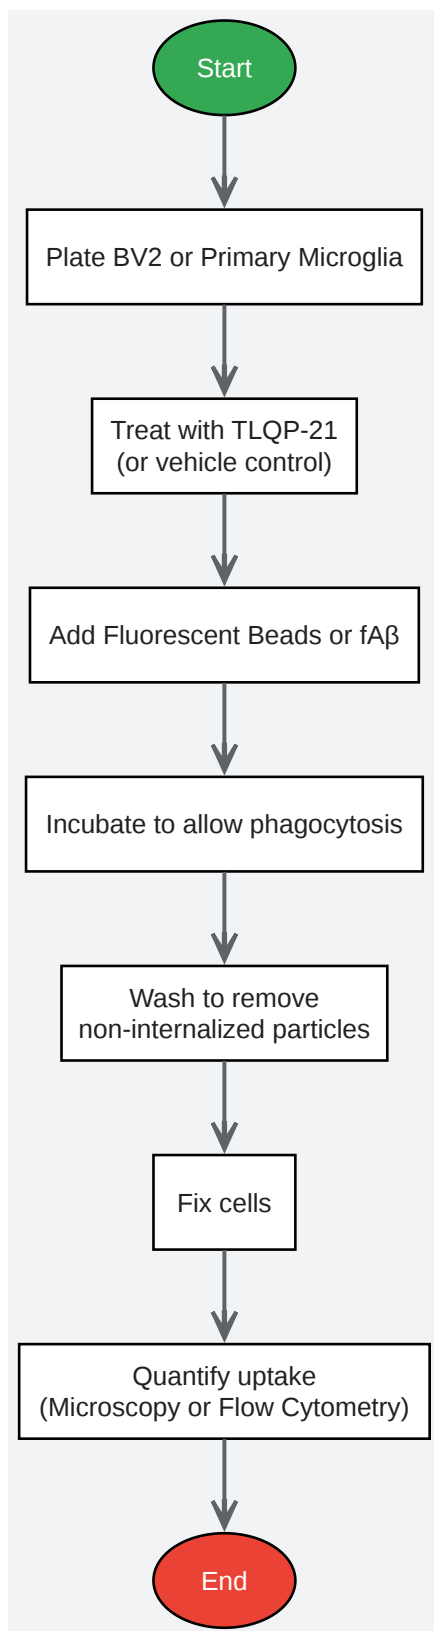 Start
Plate BV2 or Primary Microglia
Treat with TLQP-21
(or vehicle control)
Add Fluorescent Beads or fAβ
Incubate to allow phagocytosis
Wash to remove
non-internalized particles
Fix cells
Quantify uptake
(Microscopy or Flow Cytometry)
End